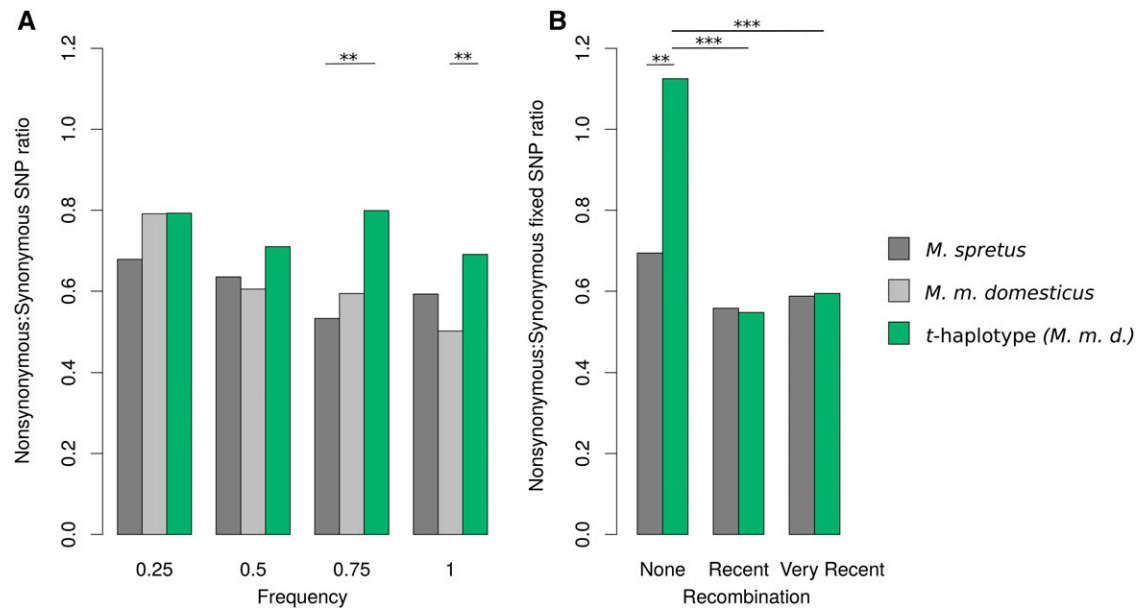 A
Nonsynonymous:Synonymous SNP ratio
1.2
1.0
0.8
0.6
0.4
0.2
0.0
**
**
0.25 0.5 0.75 1
Frequency
B
Nonsynonymous:Synonymous fixed SNP ratio
1.2
1.0
0.8
0.6
0.4
0.2
0.0
***
***
**
None Recent Very Recent
Recombination
M. spretus
M. m. domesticus
t-haplotype (M. m. d.)